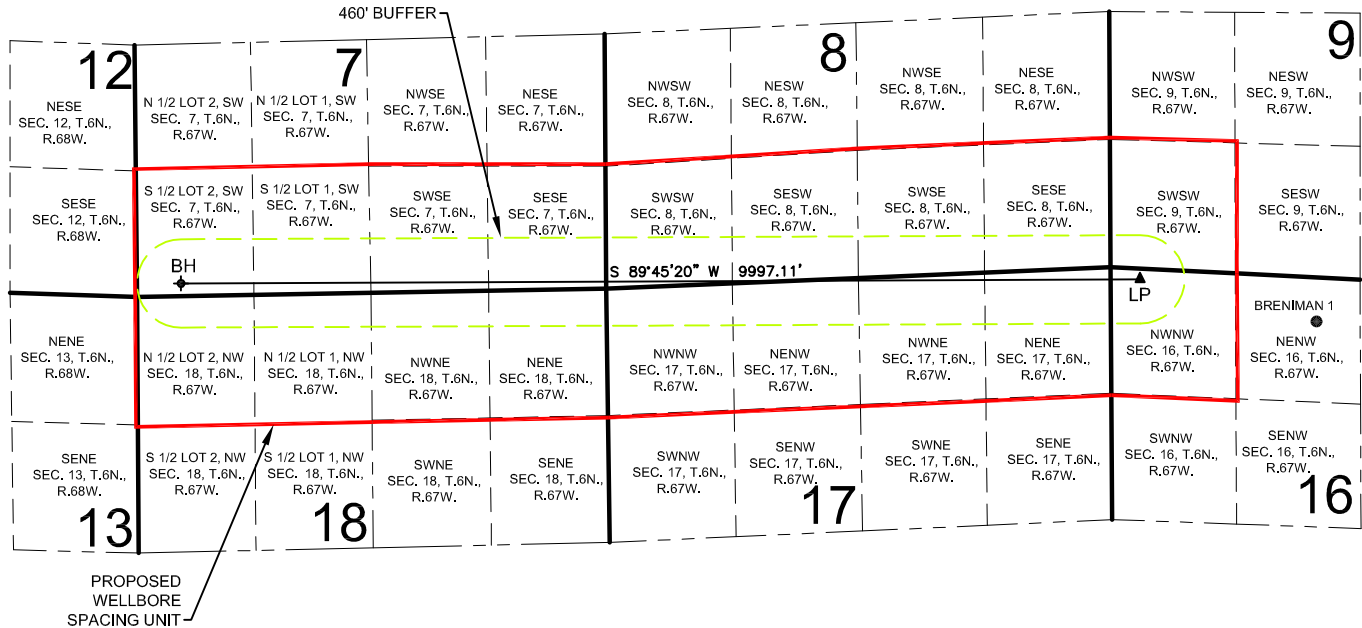 460' BUFFER
12
7
8
9
NESE
SEC. 12, T.6N.,
R.68W.
N 1/2 LOT 2, SW
SEC. 7, T.6N.,
R.67W.
N 1/2 LOT 1, SW
SEC. 7, T.6N.,
R.67W.
NWSE
SEC. 7, T.6N.,
R.67W.
NESE
SEC. 7, T.6N.,
R.67W.
NWSW
SEC. 8, T.6N.,
R.67W.
NESW
SEC. 8, T.6N.,
R.67W.
NWSE
SEC. 8, T.6N.,
R.67W.
NESE
SEC. 8, T.6N.,
R.67W.
NWSW
SEC. 9, T.6N.,
R.67W.
NESW
SEC. 9, T.6N.,
R.67W.
SESE
SEC. 12, T.6N.,
R.68W.
S 1/2 LOT 2, SW
SEC. 7, T.6N.,
R.67W.
S 1/2 LOT 1, SW
SEC. 7, T.6N.,
R.67W.
SWSE
SEC. 7, T.6N.,
R.67W.
SESE
SEC. 7, T.6N.,
R.67W.
SWSW
SEC. 8, T.6N.,
R.67W.
SESW
SEC. 8, T.6N.,
R.67W.
SWSE
SEC. 8, T.6N.,
R.67W.
SESE
SEC. 8, T.6N.,
R.67W.
SWSW
SEC. 9, T.6N.,
R.67W.
SESW
SEC. 9, T.6N.,
R.67W.
BH
S 89°45'20" W 9997.11'
LP
BRENIMAN 1
NENE
SEC. 13, T.6N.,
R.68W.
N 1/2 LOT 2, NW
SEC. 18, T.6N.,
R.67W.
N 1/2 LOT 1, NW
SEC. 18, T.6N.,
R.67W.
NWNE
SEC. 18, T.6N.,
R.67W.
NENE
SEC. 18, T.6N.,
R.67W.
NWNW
SEC. 17, T.6N.,
R.67W.
NENW
SEC. 17, T.6N.,
R.67W.
NWNE
SEC. 17, T.6N.,
R.67W.
NENE
SEC. 17, T.6N.,
R.67W.
NWNW
SEC. 16, T.6N.,
R.67W.
NENW
SEC. 16, T.6N.,
R.67W.
SENE
SEC. 13, T.6N.,
R.68W.
S 1/2 LOT 2, NW
SEC. 18, T.6N.,
R.67W.
S 1/2 LOT 1, NW
SEC. 18, T.6N.,
R.67W.
SWNE
SEC. 18, T.6N.,
R.67W.
SENE
SEC. 18, T.6N.,
R.67W.
SWNW
SEC. 17, T.6N.,
R.67W.
SENW
SEC. 17, T.6N.,
R.67W.
SWNE
SEC. 17, T.6N.,
R.67W.
SENE
SEC. 17, T.6N.,
R.67W.
SWNW
SEC. 16, T.6N.,
R.67W.
SENW
SEC. 16, T.6N.,
R.67W.
13
18
17
16
PROPOSED
WELLBORE
SPACING UNIT